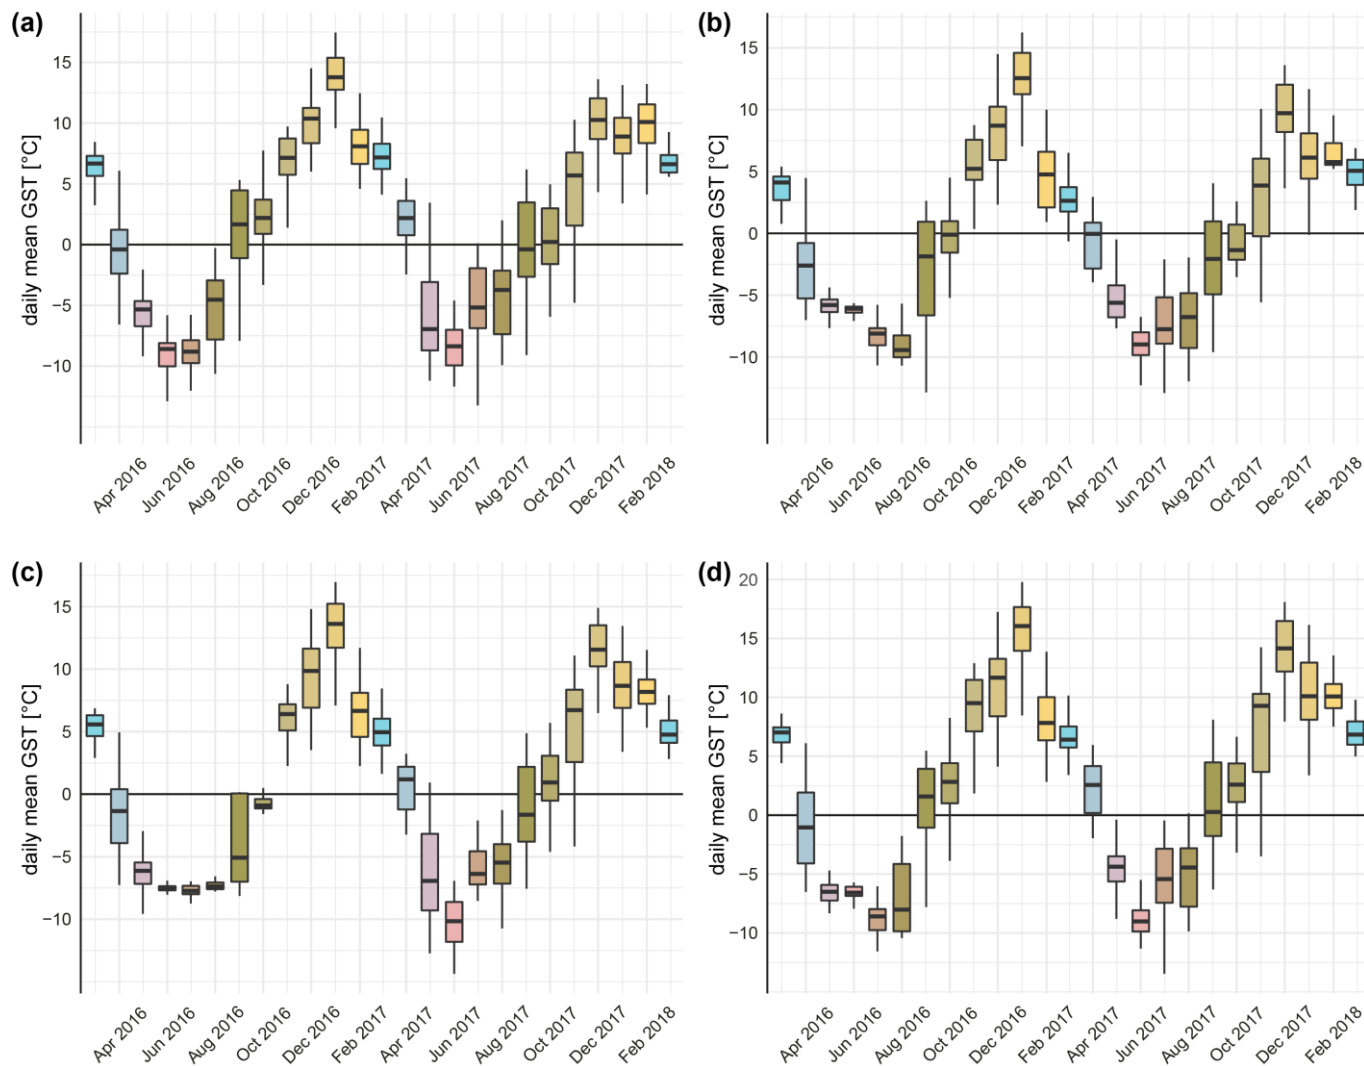 (a)
daily mean GST [°C]
15
10
5
0
−5
−10
Apr 2016
Jun 2016
Aug 2016
Oct 2016
Dec 2016
Feb 2017
Apr 2017
Jun 2017
Aug 2017
Oct 2017
Dec 2017
Feb 2018
(b)
daily mean GST [°C]
15
10
5
0
−5
−10
Apr 2016
Jun 2016
Aug 2016
Oct 2016
Dec 2016
Feb 2017
Apr 2017
Jun 2017
Aug 2017
Oct 2017
Dec 2017
Feb 2018
(c)
daily mean GST [°C]
15
10
5
0
−5
−10
Apr 2016
Jun 2016
Aug 2016
Oct 2016
Dec 2016
Feb 2017
Apr 2017
Jun 2017
Aug 2017
Oct 2017
Dec 2017
Feb 2018
(d)
daily mean GST [°C]
20
15
10
5
0
−5
−10
Apr 2016
Jun 2016
Aug 2016
Oct 2016
Dec 2016
Feb 2017
Apr 2017
Jun 2017
Aug 2017
Oct 2017
Dec 2017
Feb 2018